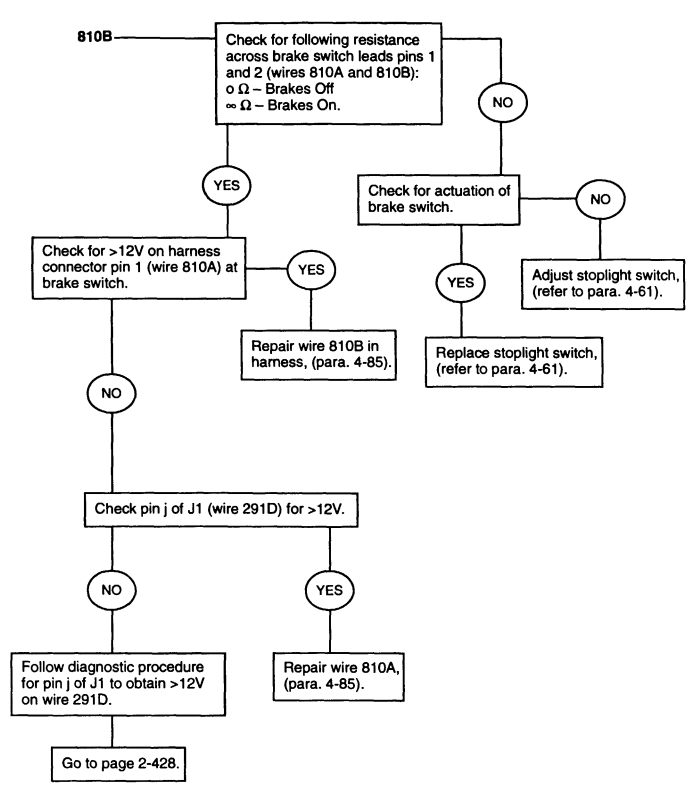 810B
Check for following resistance
across brake switch leads pins 1
and 2 (wires 810A and 810B):
o Ω – Brakes Off
∞ Ω – Brakes On.
NO
YES
Check for actuation of
brake switch.
NO
Check for >12V on harness
connector pin 1 (wire 810A) at
brake switch.
YES
YES
Adjust stoplight switch,
(refer to para. 4-61).
Repair wire 810B in
harness, (para. 4-85).
Replace stoplight switch,
(refer to para. 4-61).
NO
Check pin j of J1 (wire 291D) for >12V.
NO
YES
Follow diagnostic procedure
for pin j of J1 to obtain >12V
on wire 291D.
Repair wire 810A,
(para. 4-85).
Go to page 2-428.